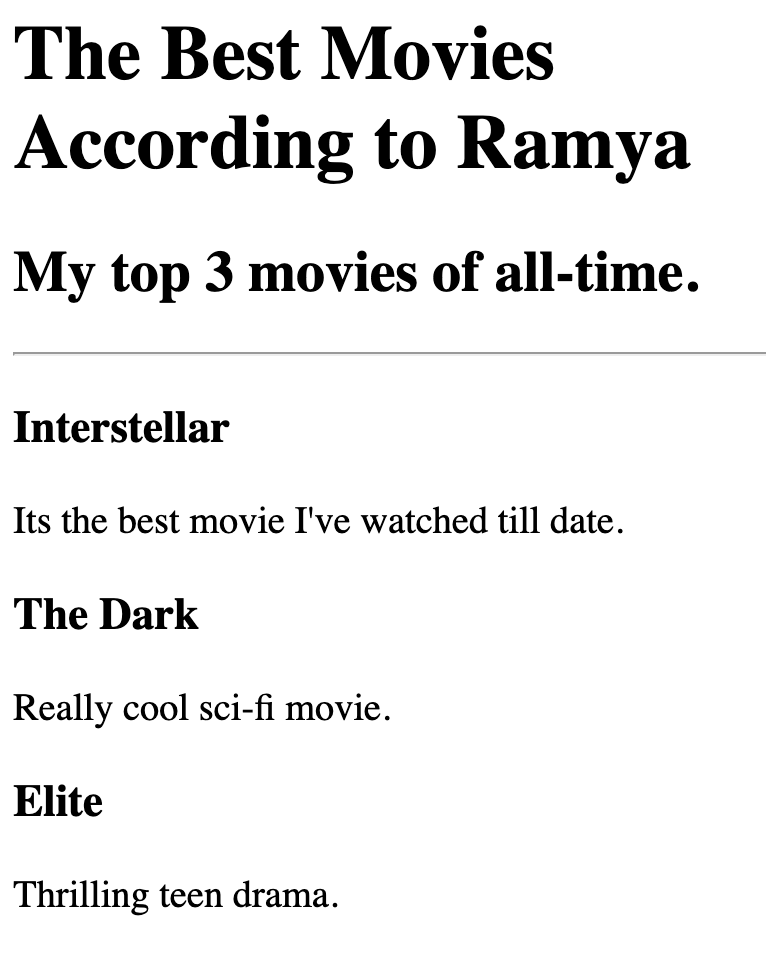 The Best Movies
According to Ramya
My top 3 movies of all-time.
Interstellar
Its the best movie I've watched till date.
The Dark
Really cool sci-fi movie.
Elite
Thrilling teen drama.